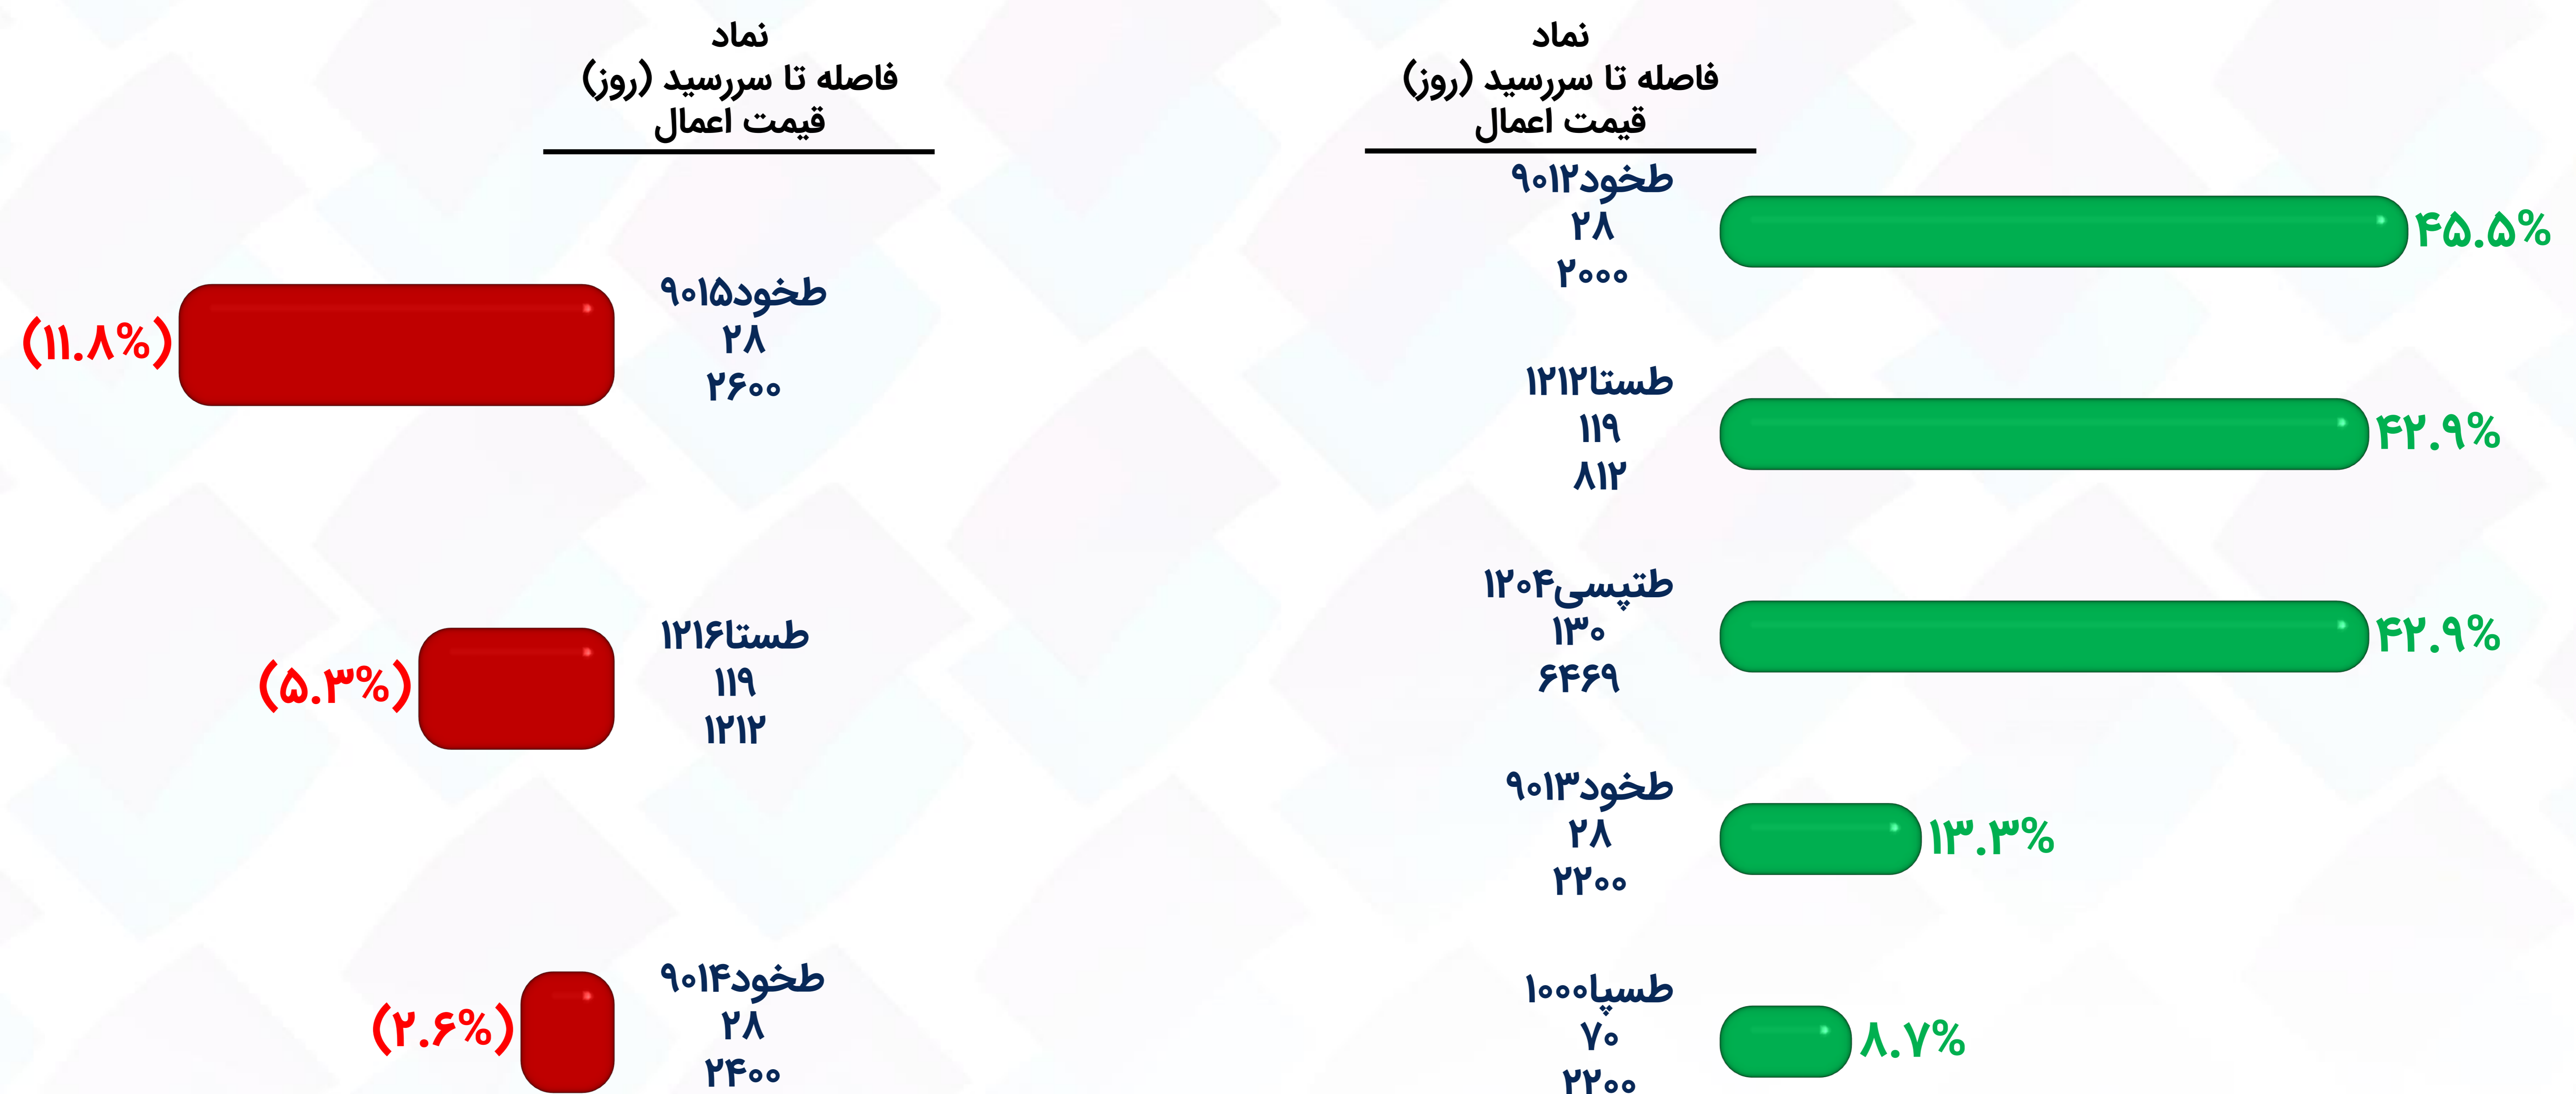 نماد
فاصله تا سررسید (روز)
قیمت اعمال
طخود۹۰۱۲
۲۸
۲۰۰۰
۴۵.۵%
طستا۱۲۱۲
۱۱۹
۸۱۲
۴۲.۹%
طتپسی۱۲۰۴
۱۳۰
۶۴۶۹
۴۲.۹%
طخود۹۰۱۳
۲۸
۲۲۰۰
۱۳.۳%
طسپا۱۰۰۰
۷۰
۲۲۰۰
۸.۷%
نماد
فاصله تا سررسید (روز)
قیمت اعمال
طخود۹۰۱۵
۲۸
۲۶۰۰
(۱۱.۸%)
طستا۱۲۱۶
۱۱۹
۱۲۱۲
(۵.۳%)
طخود۹۰۱۴
۲۸
۲۴۰۰
(۲.۶%)